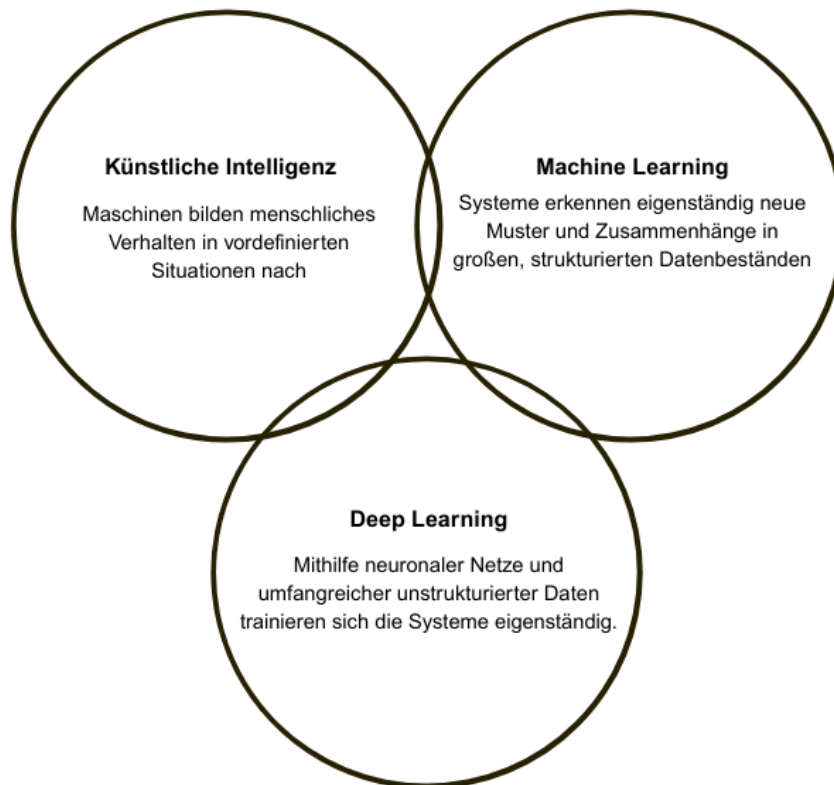 Künstliche Intelligenz
Maschinen bilden menschliches
Verhalten in vordefinierten
Situationen nach
Machine Learning
Systeme erkennen eigenständig neue
Muster und Zusammenhänge in
großen, strukturierten Datenbeständen
Deep Learning
Mithilfe neuronaler Netze und
umfangreicher unstrukturierter Daten
trainieren sich die Systeme eigenständig.